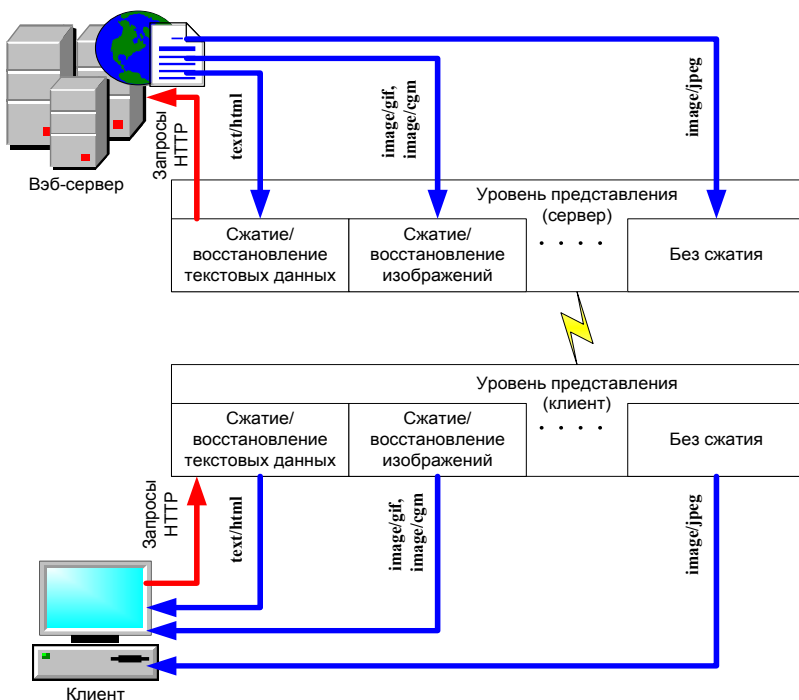 Вэб-сервер
Запросы
HTTP
text/html
image/gif,
image/cgm
image/jpeg
Уровень представления
(сервер)
Сжатие/
восстановление
текстовых данных
Сжатие/
восстановление
изображений
. . . .
Без сжатия
Уровень представления
(клиент)
Сжатие/
восстановление
текстовых данных
Сжатие/
восстановление
изображений
. . . .
Без сжатия
Запросы
HTTP
text/html
image/gif,
image/cgm
image/jpeg
Клиент